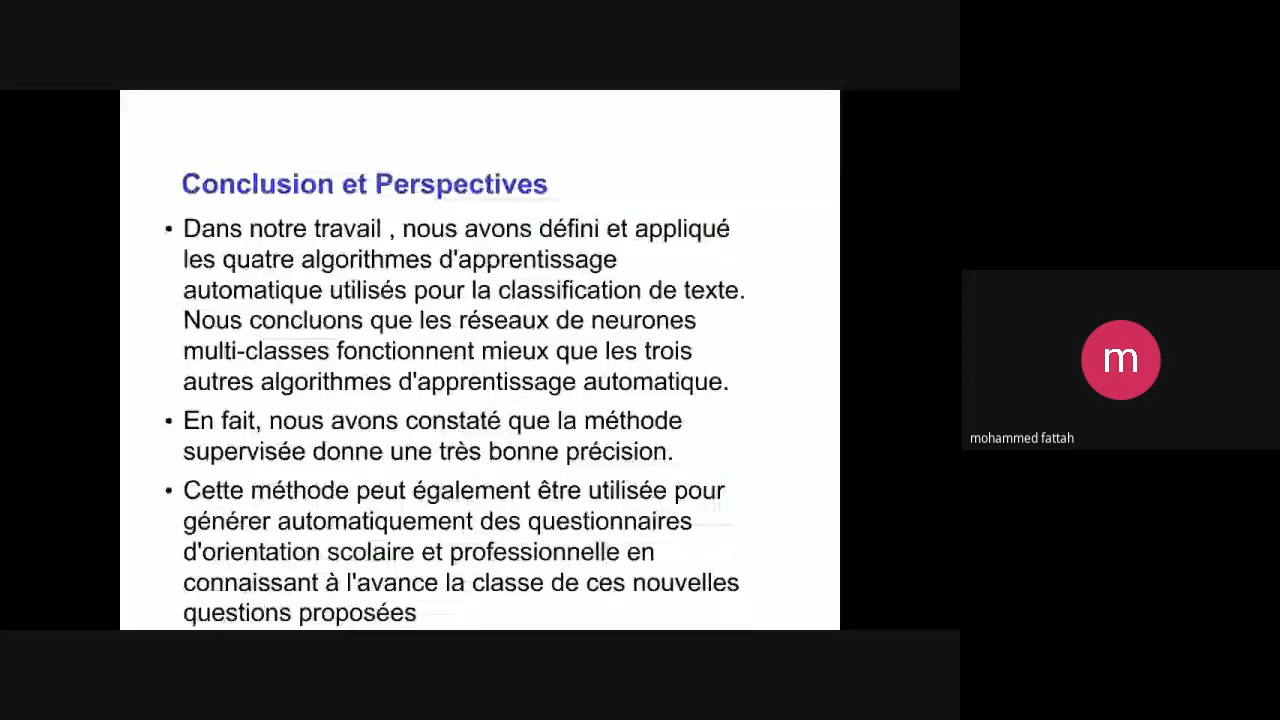 Conclusion et Perspectives
• Dans notre travail , nous avons défini et appliqué
les quatre algorithmes d'apprentissage
automatique utilisés pour la classification de texte.
Nous concluons que les réseaux de neurones
multi-classes fonctionnent mieux que les trois
autres algorithmes d'apprentissage automatique.
• En fait, nous avons constaté que la méthode
supervisée donne une très bonne précision.
• Cette méthode peut également être utilisée pour
générer automatiquement des questionnaires
d'orientation scolaire et professionnelle en
connaissant à l'avance la classe de ces nouvelles
questions proposées
m
mohammed fattah